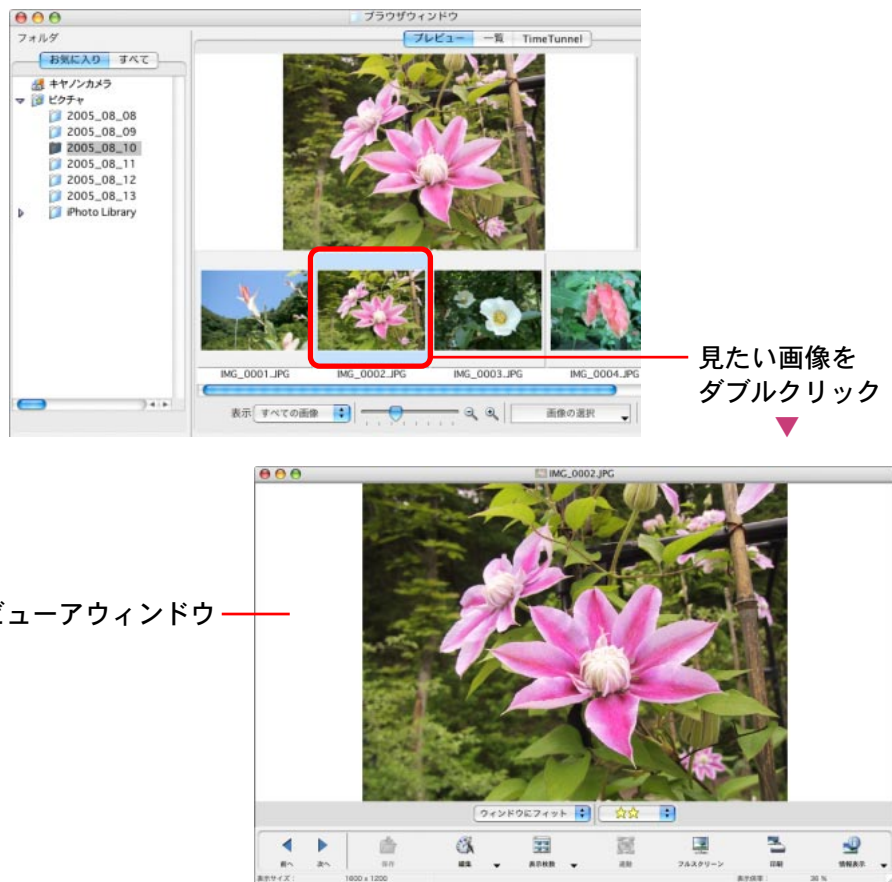 ブラウザウィンドウ
フォルダ
お気に入り すべて
プレビュー 一覧 TimeTunnel
キヤノンカメラ
ピクチャ
2005_08_08
2005_08_09
2005_08_10
2005_08_11
2005_08_12
2005_08_13
iPhoto Library
IMG_0001.JPG IMG_0002.JPG IMG_0003.JPG IMG_0004.JPG
表示 すべての画像 画像の選択
見たい画像を
ダブルクリック
IMG_0002.JPG
ビューアウィンドウ
ウィンドウにフィット
前へ 次へ 保存 編集 表示枚数 連動 フルスクリーン 印刷 情報表示
表示サイズ: 1600 x 1200 表示倍率: 36 %